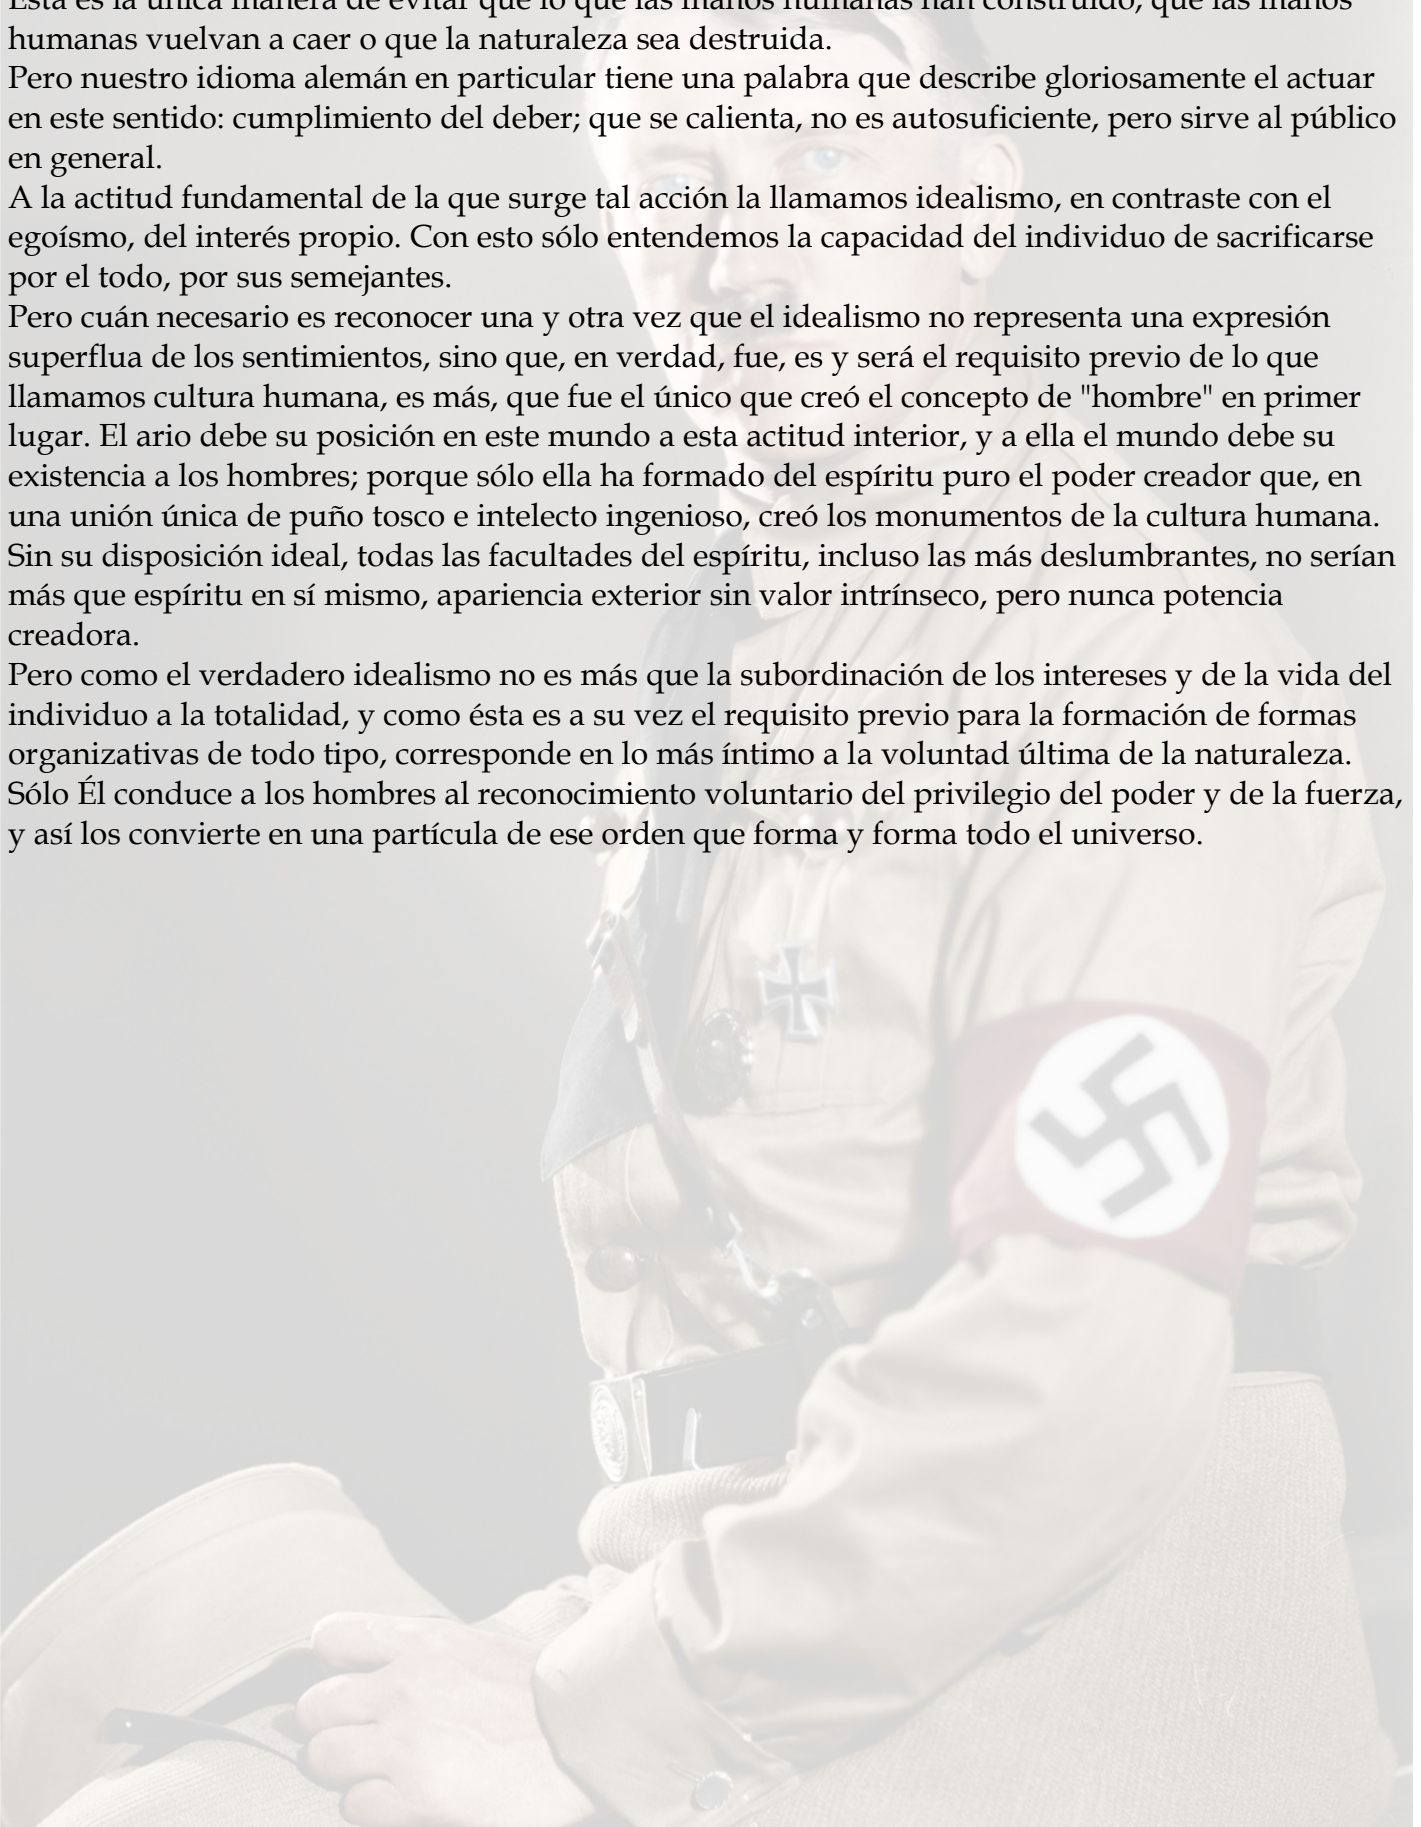 Esta es la única manera de evitar que lo que las manos humanas han construido, que las manos
humanas vuelvan a caer o que la naturaleza sea destruida.
Pero nuestro idioma alemán en particular tiene una palabra que describe gloriosamente el actuar
en este sentido: cumplimiento del deber; que se calienta, no es autosuficiente, pero sirve al público
en general.
A la actitud fundamental de la que surge tal acción la llamamos idealismo, en contraste con el
egoísmo, del interés propio. Con esto sólo entendemos la capacidad del individuo de sacrificarse
por el todo, por sus semejantes.
Pero cuán necesario es reconocer una y otra vez que el idealismo no representa una expresión
superflua de los sentimientos, sino que, en verdad, fue, es y será el requisito previo de lo que
llamamos cultura humana, es más, que fue el único que creó el concepto de "hombre" en primer
lugar. El ario debe su posición en este mundo a esta actitud interior, y a ella el mundo debe su
existencia a los hombres; porque sólo ella ha formado del espíritu puro el poder creador que, en
una unión única de puño tosco e intelecto ingenioso, creó los monumentos de la cultura humana.
Sin su disposición ideal, todas las facultades del espíritu, incluso las más deslumbrantes, no serían
más que espíritu en sí mismo, apariencia exterior sin valor intrínseco, pero nunca potencia
creadora.
Pero como el verdadero idealismo no es más que la subordinación de los intereses y de la vida del
individuo a la totalidad, y como ésta es a su vez el requisito previo para la formación de formas
organizativas de todo tipo, corresponde en lo más íntimo a la voluntad última de la naturaleza.
Sólo Él conduce a los hombres al reconocimiento voluntario del privilegio del poder y de la fuerza,
y así los convierte en una partícula de ese orden que forma y forma todo el universo.